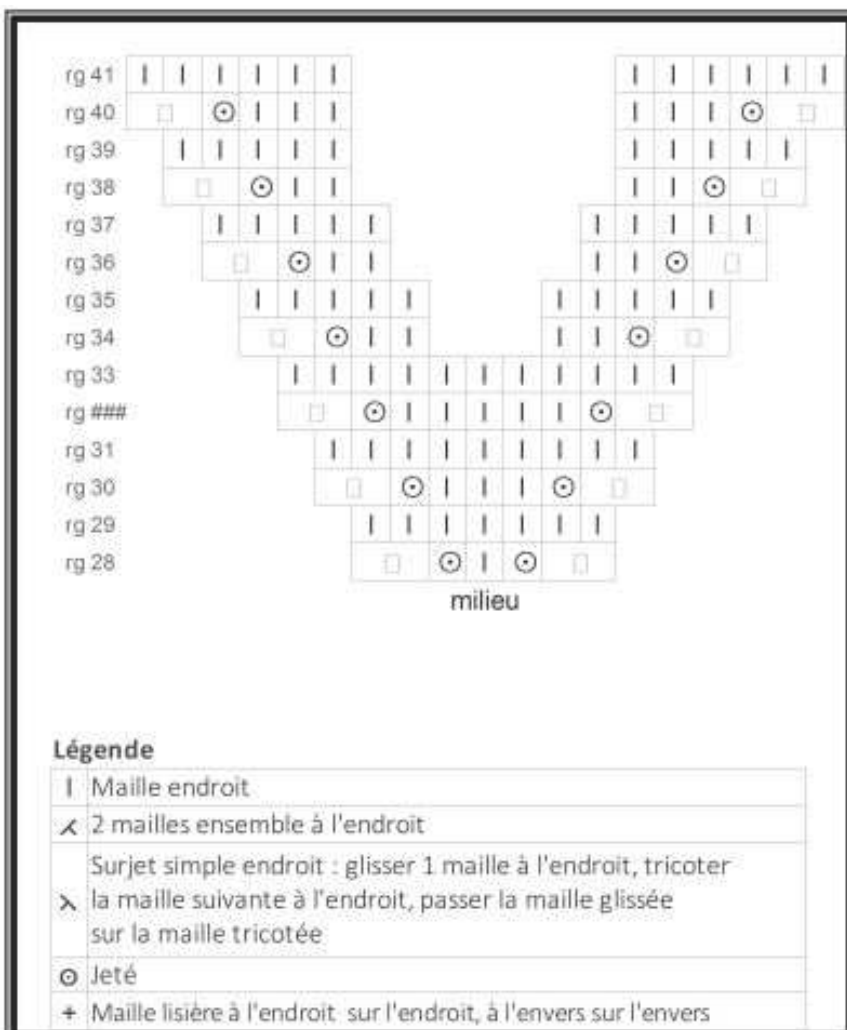 rg 41 | | | | | | | | | | | |
rg 40 ⊙ | | | | | | ⊙
rg 39 | | | | | | | | | |
rg 38 ⊙ | | | | ⊙
rg 37 | | | | | | | | | |
rg 36 ⊙ | | | | ⊙
rg 35 | | | | | | | | | |
rg 34 ⊙ | | | | ⊙
rg 33 | | | | | | | | | | |
rg ### ⊙ | | | | | ⊙
rg 31 | | | | | | | | |
rg 30 ⊙ | | | ⊙
rg 29 | | | | | | |
rg 28 ⊙ | ⊙
milieu
Légende
| Maille endroit
⋌ 2 mailles ensemble à l'endroit
Surjet simple endroit : glisser 1 maille à l'endroit, tricoter
⋋ la maille suivante à l'endroit, passer la maille glissée
sur la maille tricotée
⊙ Jeté
+ Maille lisière à l'endroit sur l'endroit, à l'envers sur l'envers